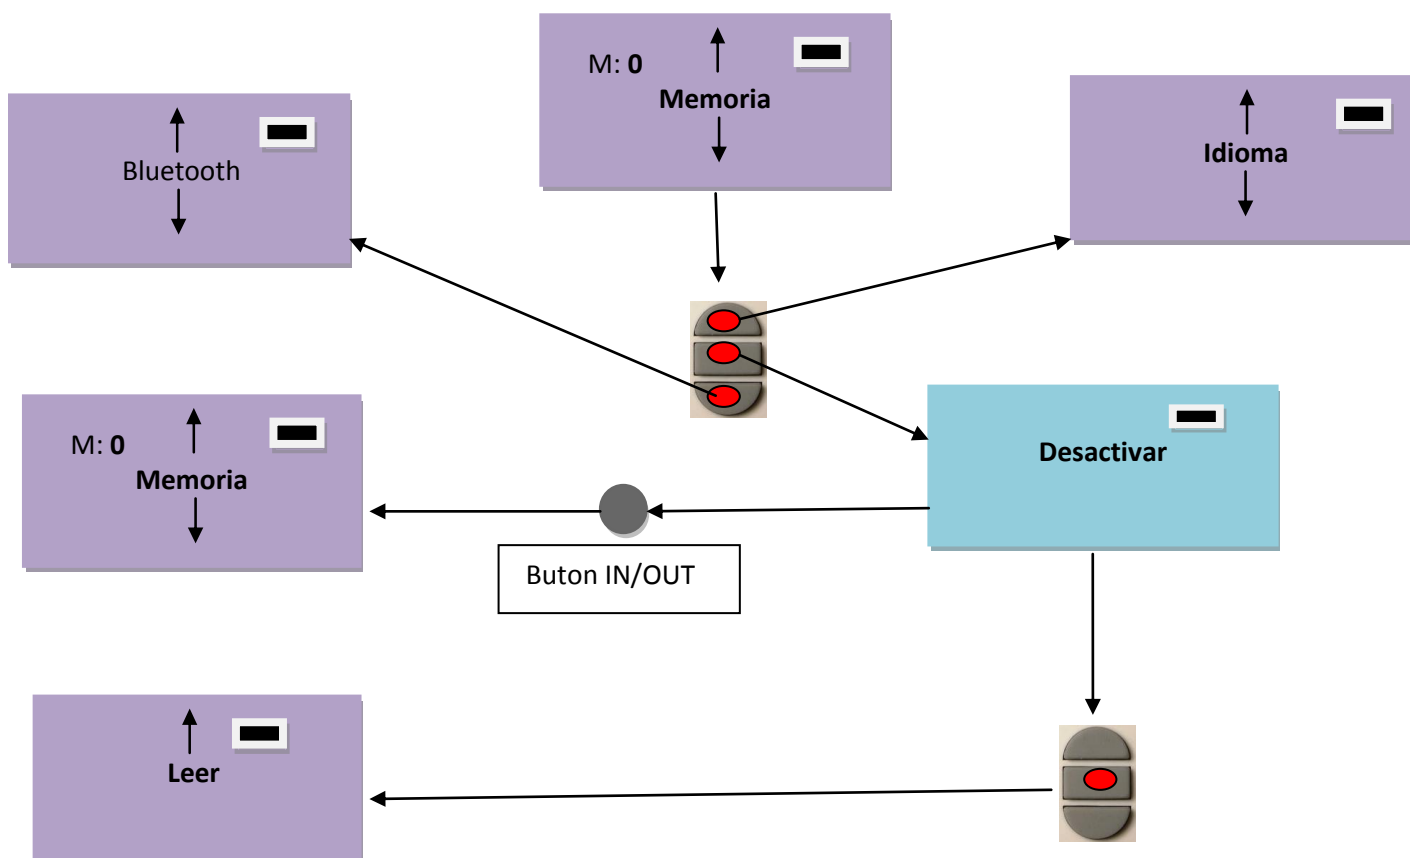 M: 0
Memoria
Bluetooth
Idioma
M: 0
Memoria
Desactivar
Buton IN/OUT
Leer